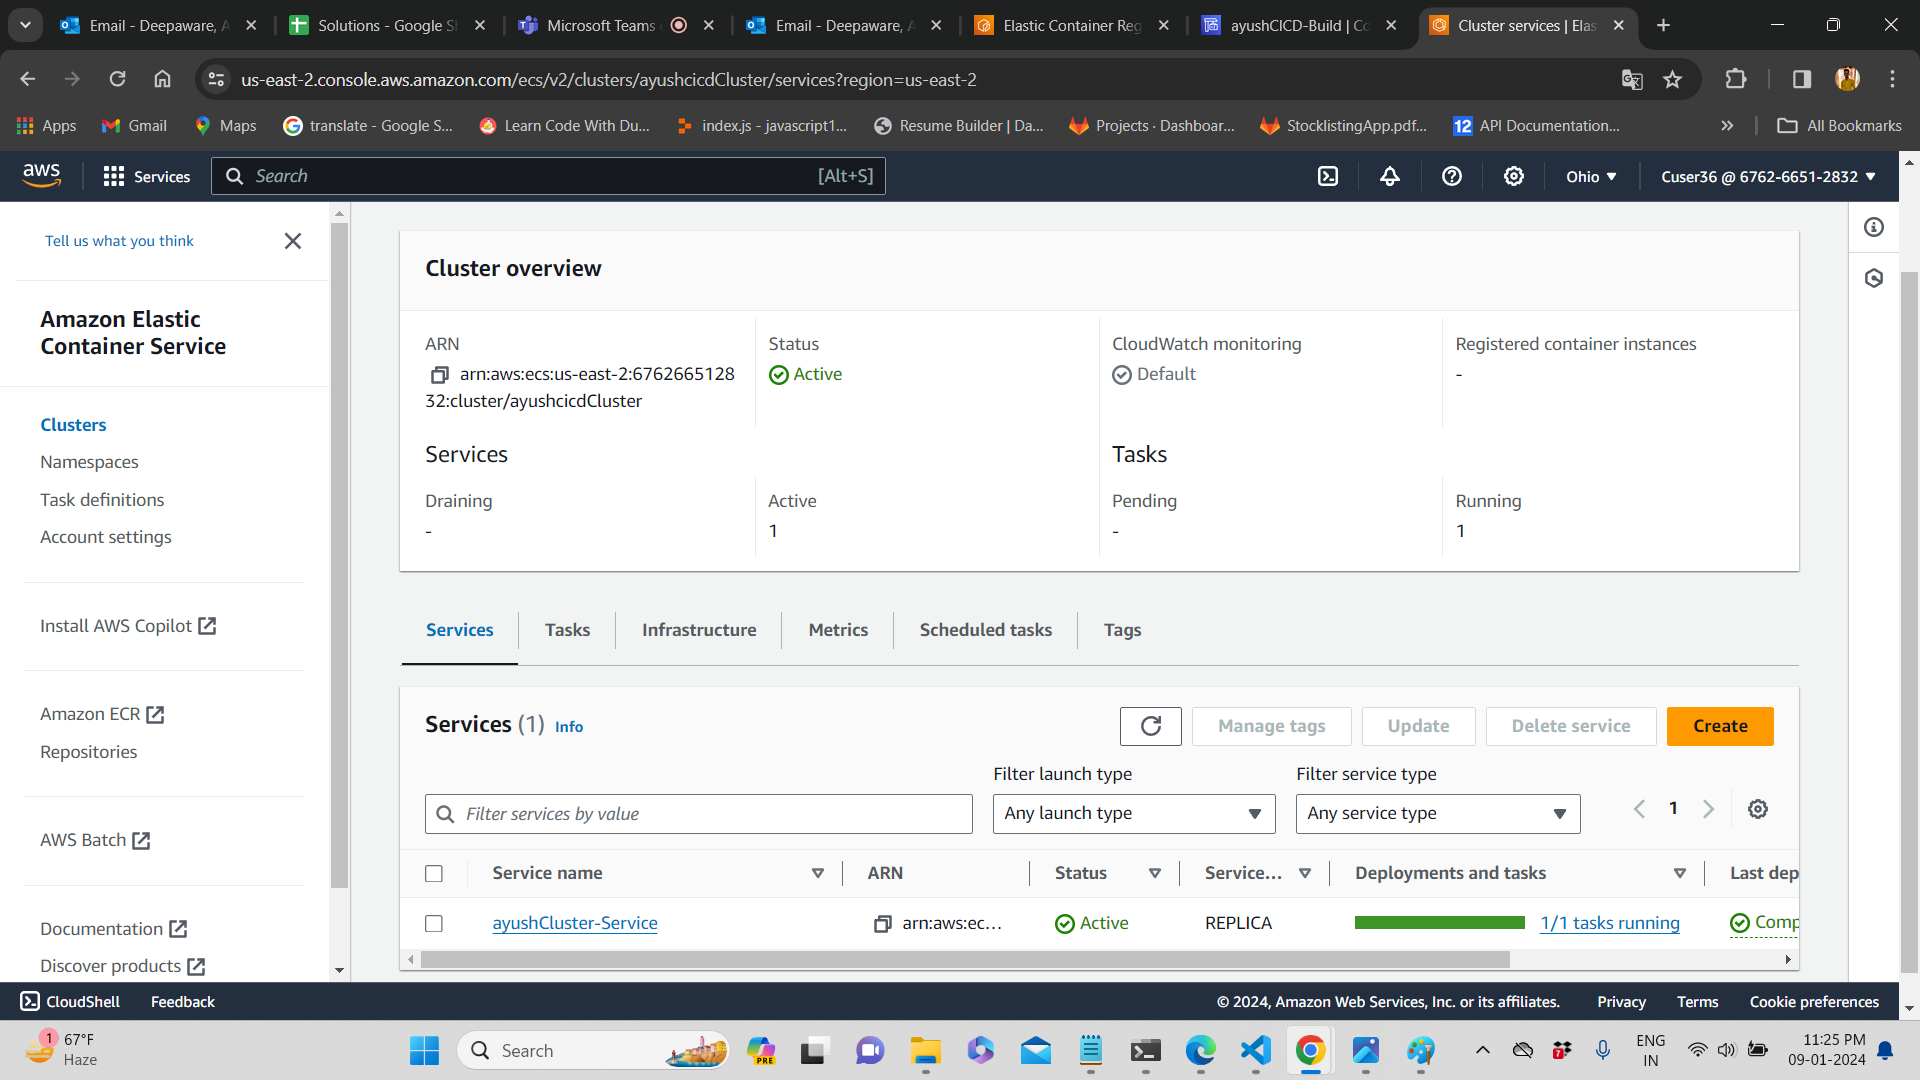 Email - Deepaware, A
Solutions - Google Sh
Microsoft Teams
Email - Deepaware, A
Elastic Container Reg
ayushCICD-Build | Co
Cluster services | Elas
us-east-2.console.aws.amazon.com/ecs/v2/clusters/ayushcicdCluster/services?region=us-east-2
Apps
Gmail
Maps
translate - Google S...
Learn Code With Du...
index.js - javascript1...
Resume Builder | Da...
Projects · Dashboar...
StocklistingApp.pdf...
12 API Documentation...
All Bookmarks
aws
Services
Search [Alt+S]
Ohio
Cuser36 @ 6762-6651-2832
Tell us what you think
Amazon Elastic
Container Service
Clusters
Namespaces
Task definitions
Account settings
Install AWS Copilot
Amazon ECR
Repositories
AWS Batch
Documentation
Discover products
Cluster overview
ARN
arn:aws:ecs:us-east-2:6762665128
32:cluster/ayushcicdCluster
Status
Active
CloudWatch monitoring
Default
Registered container instances
-
Services
Draining
-
Active
1
Tasks
Pending
-
Running
1
Services Tasks Infrastructure Metrics Scheduled tasks Tags
Services (1) Info
Manage tags Update Delete service Create
Filter launch type
Filter service type
Filter services by value
Any launch type
Any service type
1
Service name ARN Status Service... Deployments and tasks Last dep
ayushCluster-Service arn:aws:ec... Active REPLICA 1/1 tasks running Comp
CloudShell Feedback © 2024, Amazon Web Services, Inc. or its affiliates. Privacy Terms Cookie preferences
1
67°F
Haze
Search
PRE
7
ENG
IN
11:25 PM
09-01-2024